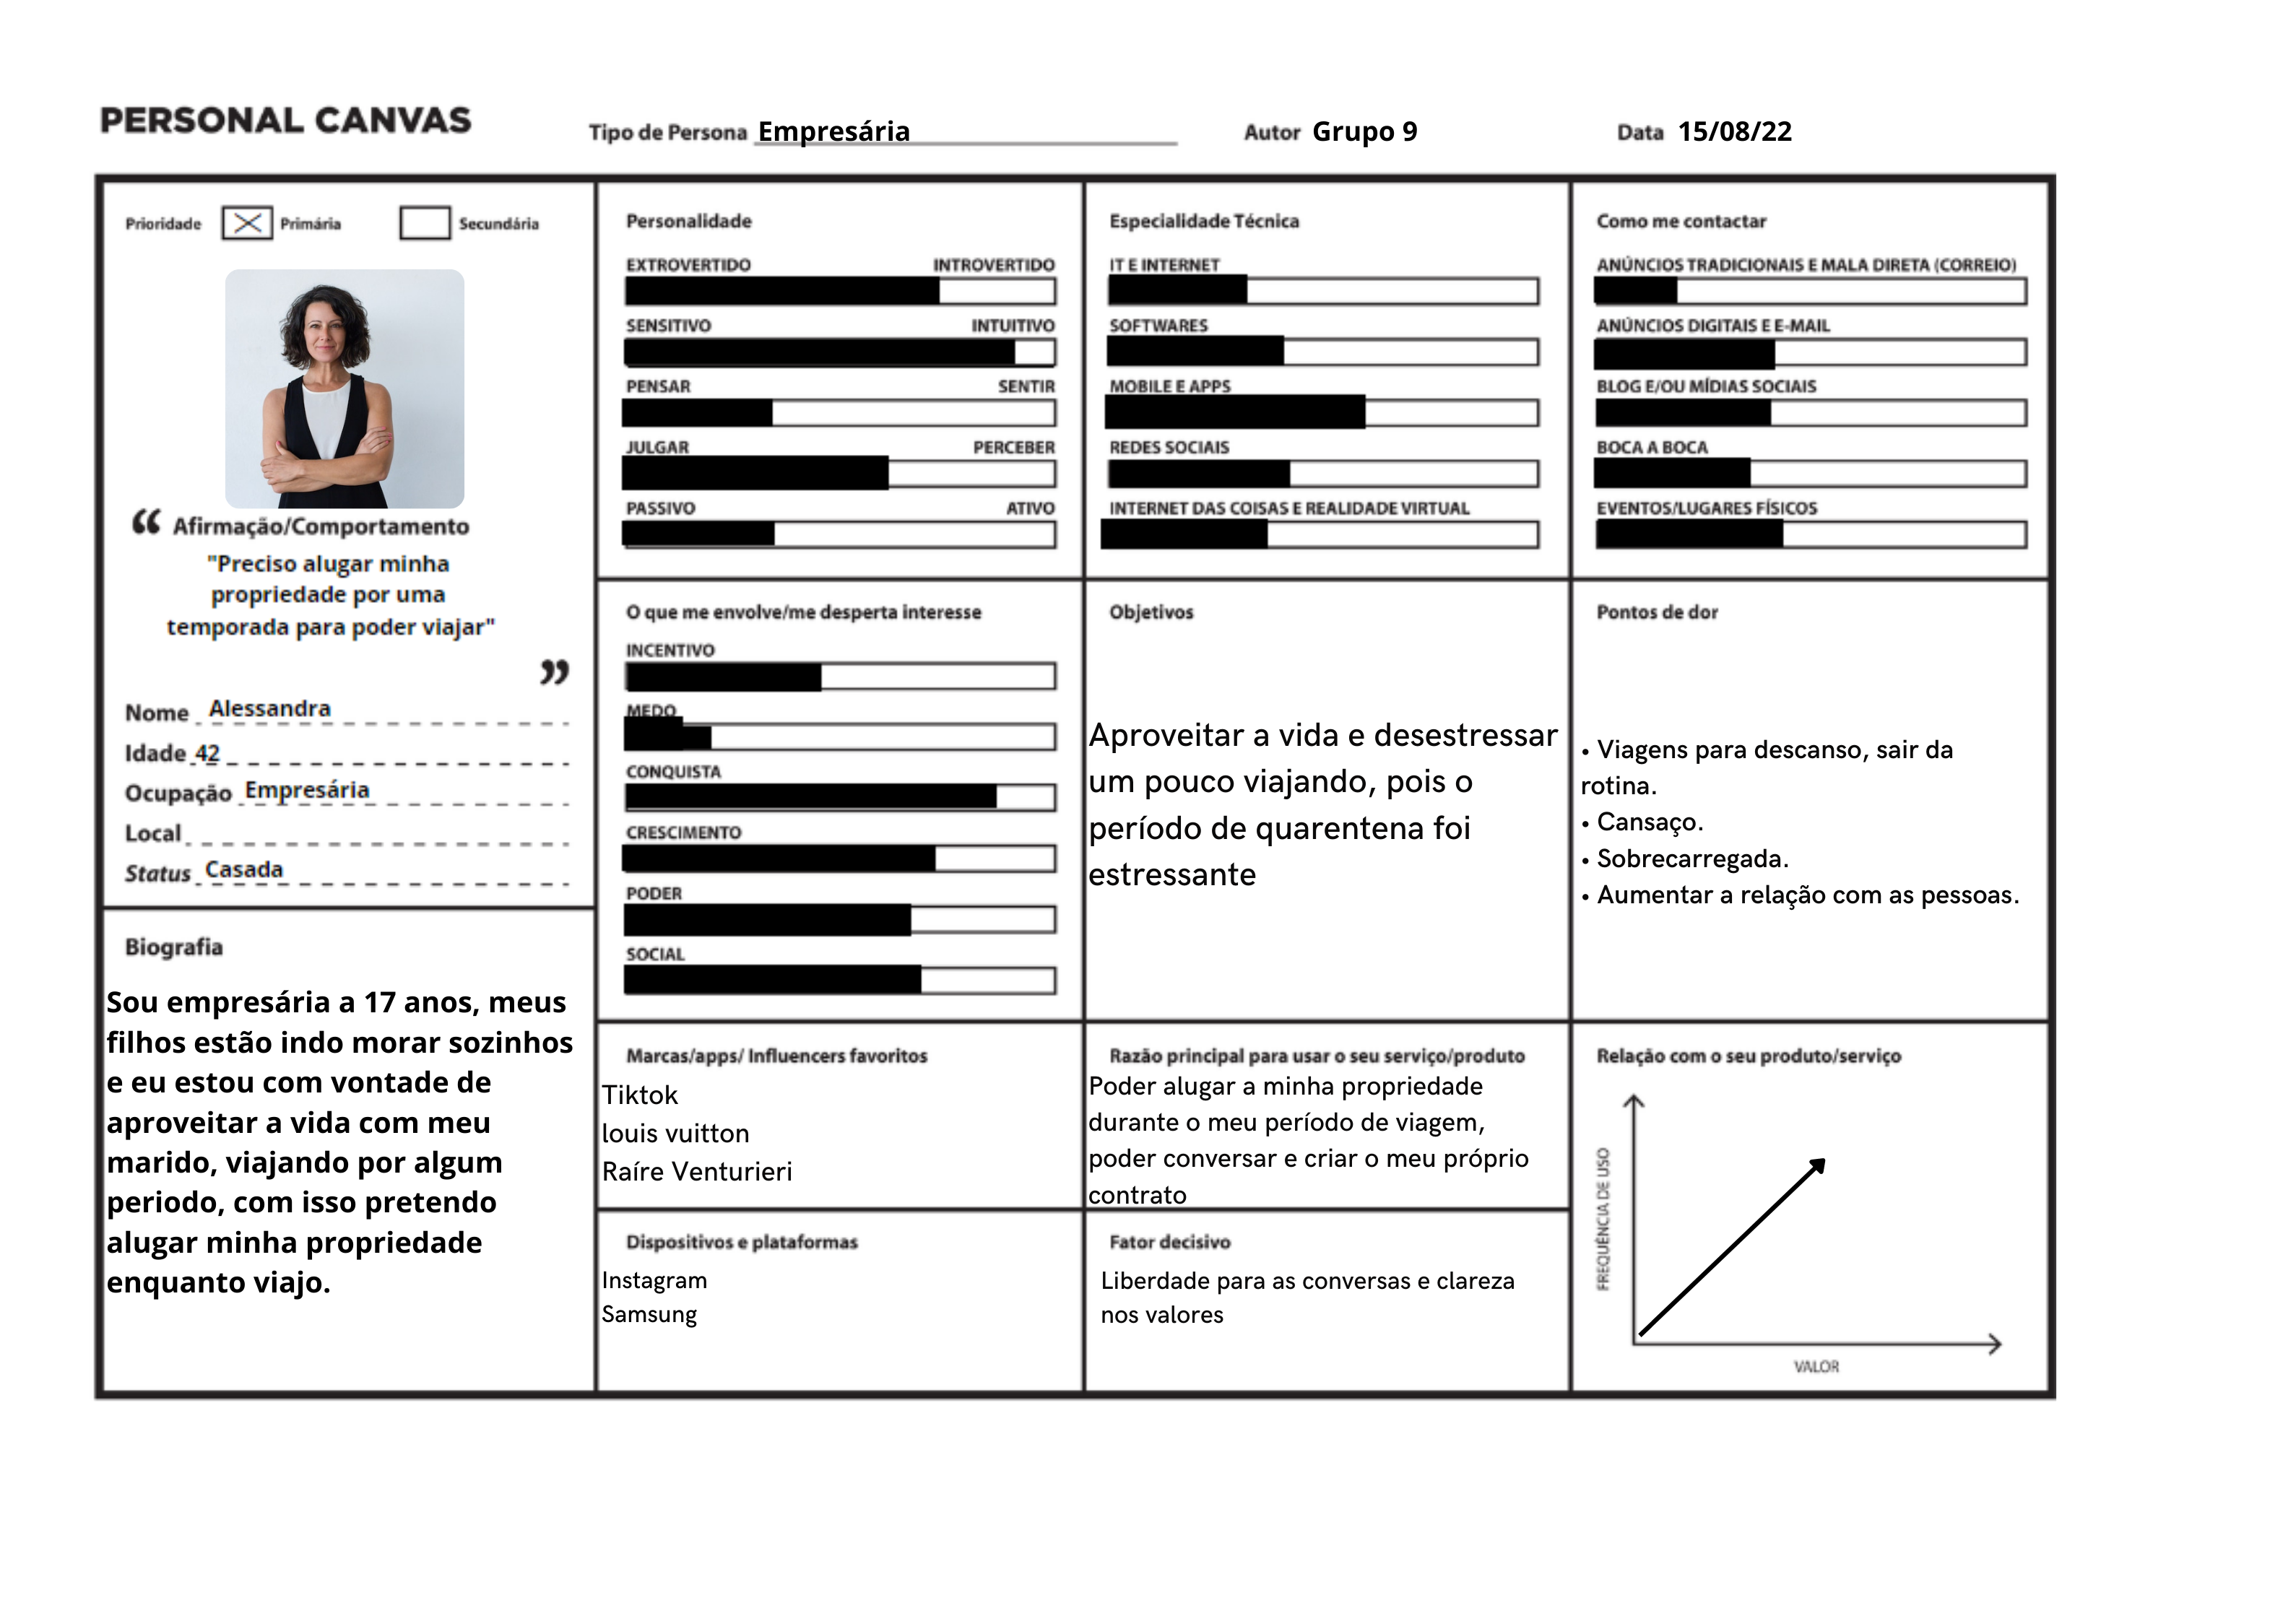 PERSONAL CANVAS
Tipo de Persona Empresária
Autor Grupo 9
Data 15/08/22
Prioridade Primária Secundária
“ Afirmação/Comportamento
"Preciso alugar minha
propriedade por uma
temporada para poder viajar"
”
Nome Alessandra
Idade 42
Ocupação Empresária
Local
Status Casada
Biografia
Sou empresária a 17 anos, meus
filhos estão indo morar sozinhos
e eu estou com vontade de
aproveitar a vida com meu
marido, viajando por algum
periodo, com isso pretendo
alugar minha propriedade
enquanto viajo.
Personalidade
EXTROVERTIDO INTROVERTIDO
SENSITIVO INTUITIVO
PENSAR SENTIR
JULGAR PERCEBER
PASSIVO ATIVO
Especialidade Técnica
IT E INTERNET
SOFTWARES
MOBILE E APPS
REDES SOCIAIS
INTERNET DAS COISAS E REALIDADE VIRTUAL
Como me contactar
ANÚNCIOS TRADICIONAIS E MALA DIRETA (CORREIO)
ANÚNCIOS DIGITAIS E E-MAIL
BLOG E/OU MÍDIAS SOCIAIS
BOCA A BOCA
EVENTOS/LUGARES FÍSICOS
O que me envolve/me desperta interesse
INCENTIVO
MEDO
CONQUISTA
CRESCIMENTO
PODER
SOCIAL
Objetivos
Aproveitar a vida e desestressar
um pouco viajando, pois o
período de quarentena foi
estressante
Pontos de dor
• Viagens para descanso, sair da
rotina.
• Cansaço.
• Sobrecarregada.
• Aumentar a relação com as pessoas.
Marcas/apps/ Influencers favoritos
Tiktok
louis vuitton
Raíre Venturieri
Razão principal para usar o seu serviço/produto
Poder alugar a minha propriedade
durante o meu período de viagem,
poder conversar e criar o meu próprio
contrato
Dispositivos e plataformas
Instagram
Samsung
Fator decisivo
Liberdade para as conversas e clareza
nos valores
Relação com o seu produto/serviço
FREQUÊNCIA DE USO
VALOR